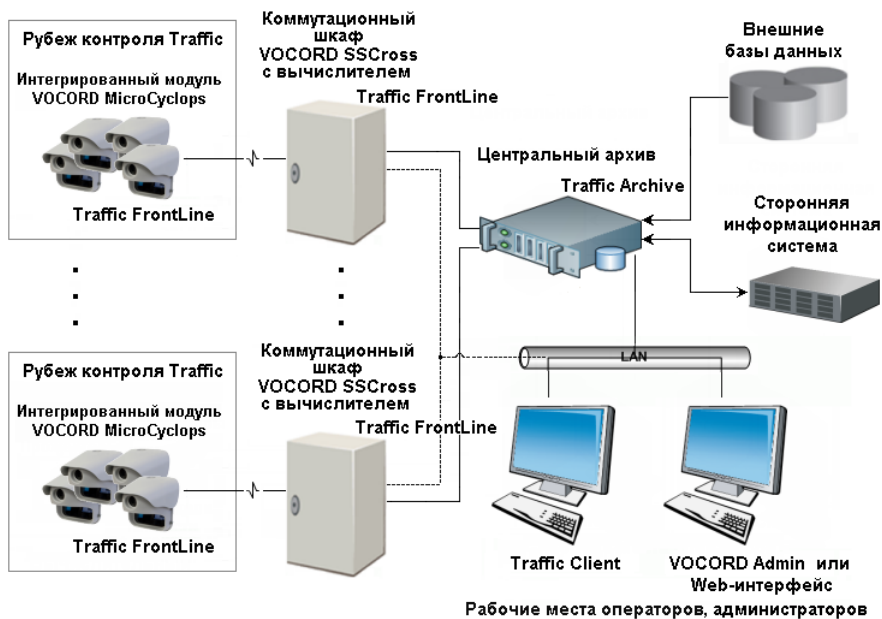 Рубеж контроля Traffic
Интегрированный модуль
VOCORD MicroCyclops
Traffic FrontLine
Коммутационный
шкаф
VOCORD SSCross
с вычислителем
Traffic FrontLine
Центральный архив
Traffic Archive
Внешние
базы данных
Сторонняя
информационная
система
Рубеж контроля Traffic
Интегрированный модуль
VOCORD MicroCyclops
Traffic FrontLine
Коммутационный
шкаф
VOCORD SSCross
с вычислителем
Traffic FrontLine
LAN
Traffic Client
VOCORD Admin или
Web-интерфейс
Рабочие места операторов, администраторов